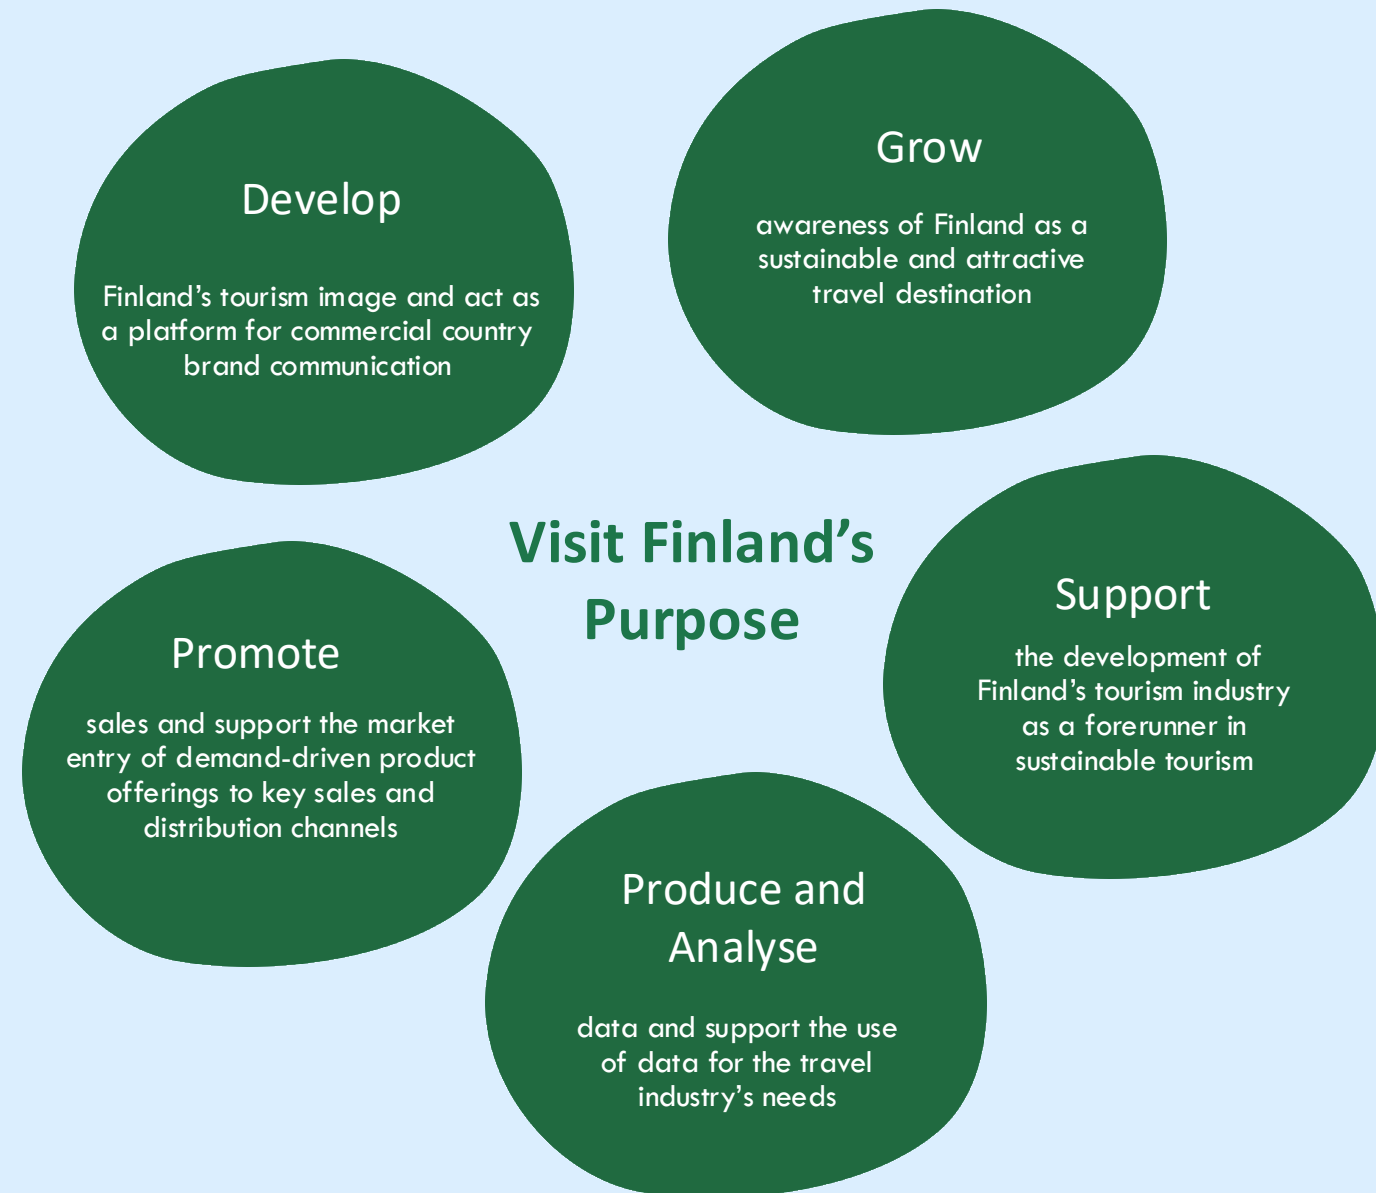 Develop
Finland’s tourism image and act as
a platform for commercial country
brand communication
Grow
awareness of Finland as a
sustainable and attractive
travel destination
Visit Finland’s
Purpose
Promote
sales and support the market
entry of demand-driven product
offerings to key sales and
distribution channels
Support
the development of
Finland’s tourism industry
as a forerunner in
sustainable tourism
Produce and
Analyse
data and support the use
of data for the travel
industry’s needs